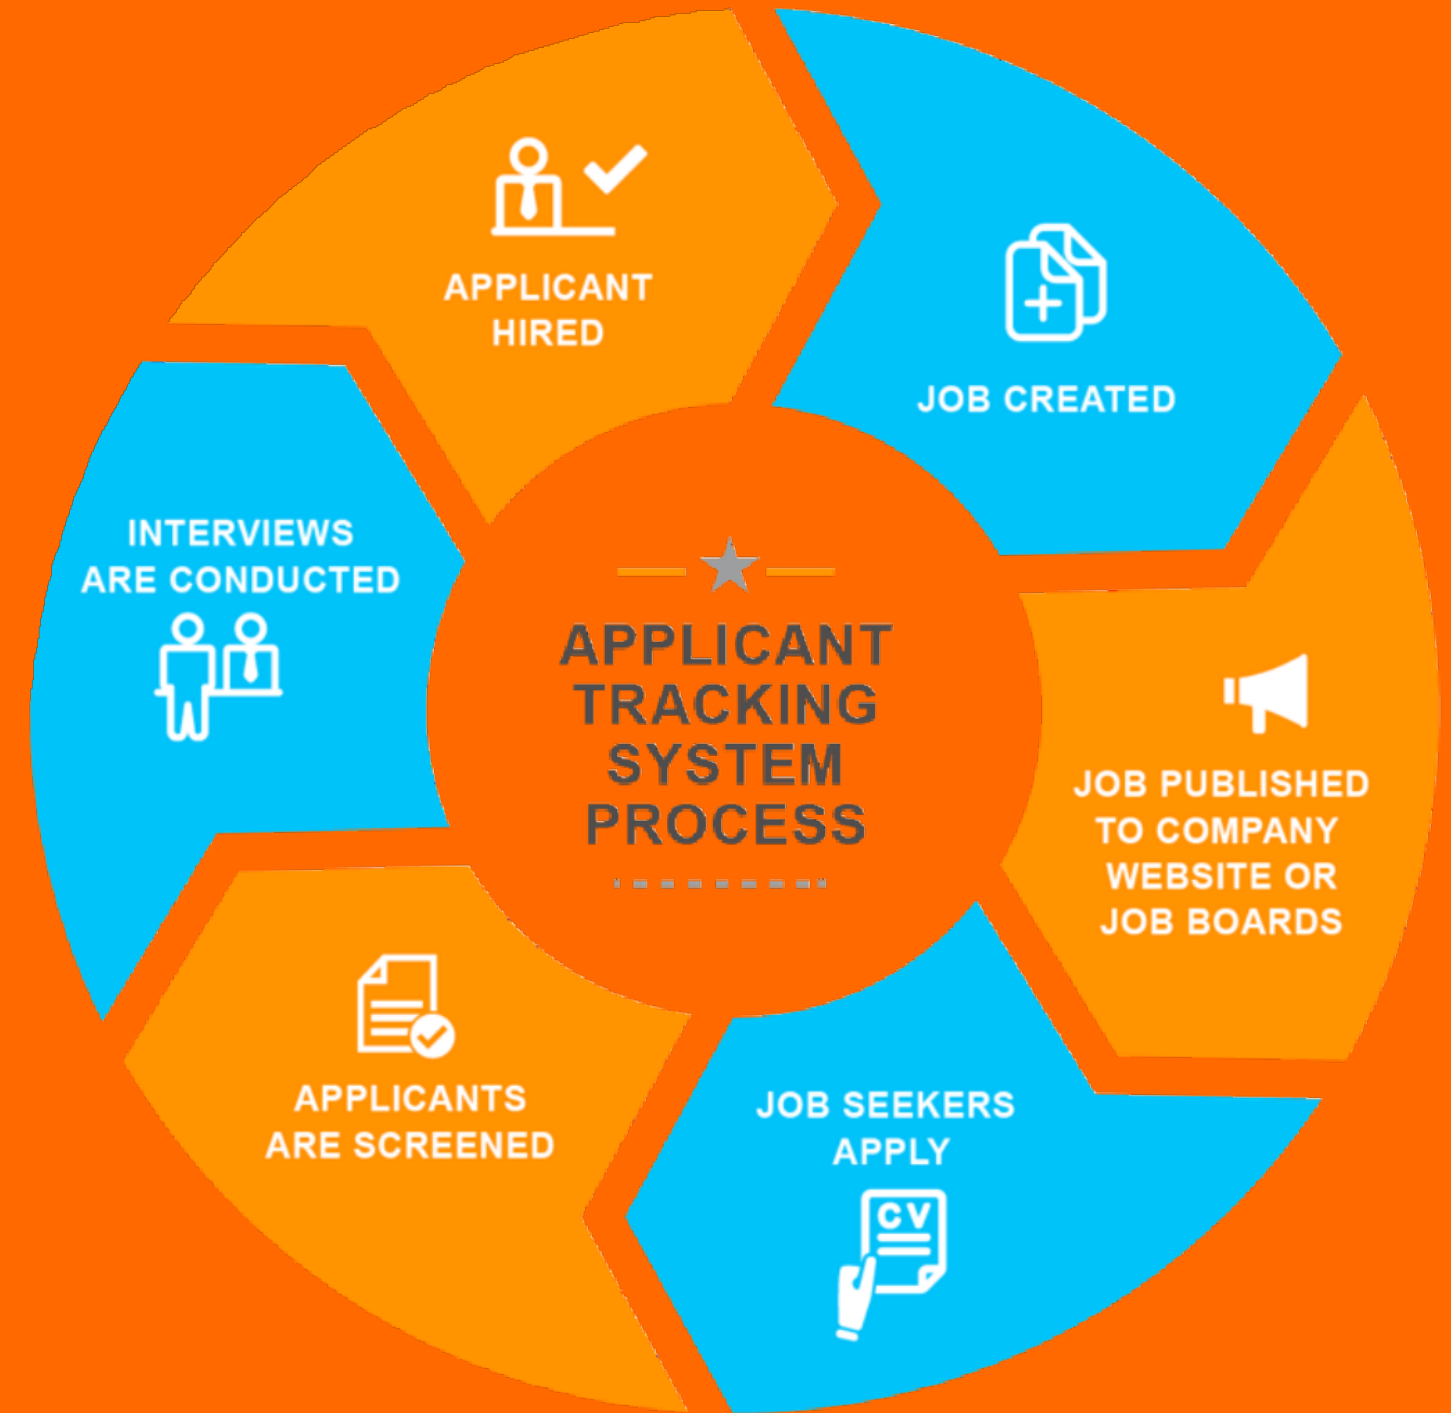 APPLICANT
HIRED
JOB CREATED
INTERVIEWS
ARE CONDUCTED
APPLICANT
TRACKING
SYSTEM
PROCESS
JOB PUBLISHED
TO COMPANY
WEBSITE OR
JOB BOARDS
APPLICANTS
ARE SCREENED
JOB SEEKERS
APPLY
CV